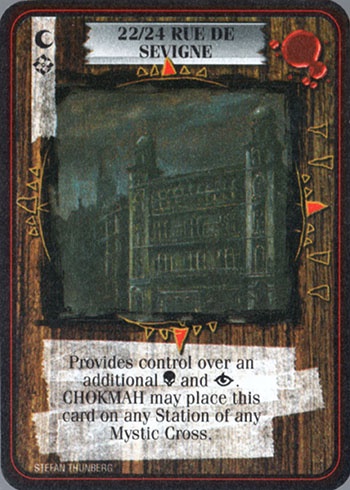 22/24 RUE DE
SEVIGNE
Provides control over an
additional and .
CHOKMAH may place this
card on any Station of any
Mystic Cross.
STEFAN THUNBERG